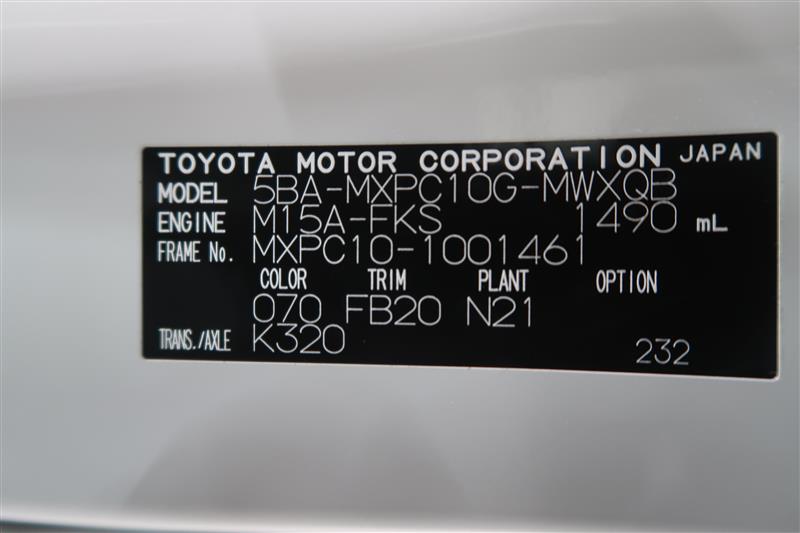 TOYOTA MOTOR CORPORATION JAPAN
MODEL 5BA-MXPC10G-MWXQB
ENGINE M15A-FKS 1490 mL
FRAME No. MXPC10-1001461
COLOR TRIM PLANT OPTION
070 FB20 N21
TRANS./AXLE K320
232